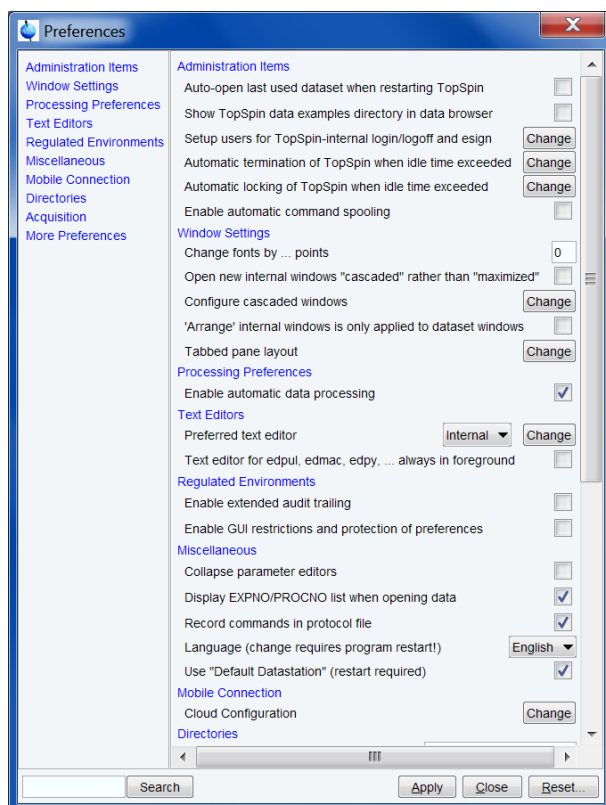 Preferences
Administration Items
Window Settings
Processing Preferences
Text Editors
Regulated Environments
Miscellaneous
Mobile Connection
Directories
Acquisition
More Preferences
Administration Items
Auto-open last used dataset when restarting TopSpin
Show TopSpin data examples directory in data browser
Setup users for TopSpin-internal login/logoff and esign Change
Automatic termination of TopSpin when idle time exceeded Change
Automatic locking of TopSpin when idle time exceeded Change
Enable automatic command spooling
Window Settings
Change fonts by ... points 0
Open new internal windows "cascaded" rather than "maximized"
Configure cascaded windows Change
'Arrange' internal windows is only applied to dataset windows
Tabbed pane layout Change
Processing Preferences
Enable automatic data processing
Text Editors
Preferred text editor Internal Change
Text editor for edpul, edmac, edpy, ... always in foreground
Regulated Environments
Enable extended audit trailing
Enable GUI restrictions and protection of preferences
Miscellaneous
Collapse parameter editors
Display EXPNO/PROCNO list when opening data
Record commands in protocol file
Language (change requires program restart!) English
Use "Default Datastation" (restart required)
Mobile Connection
Cloud Configuration Change
Directories
Search Apply Close Reset...